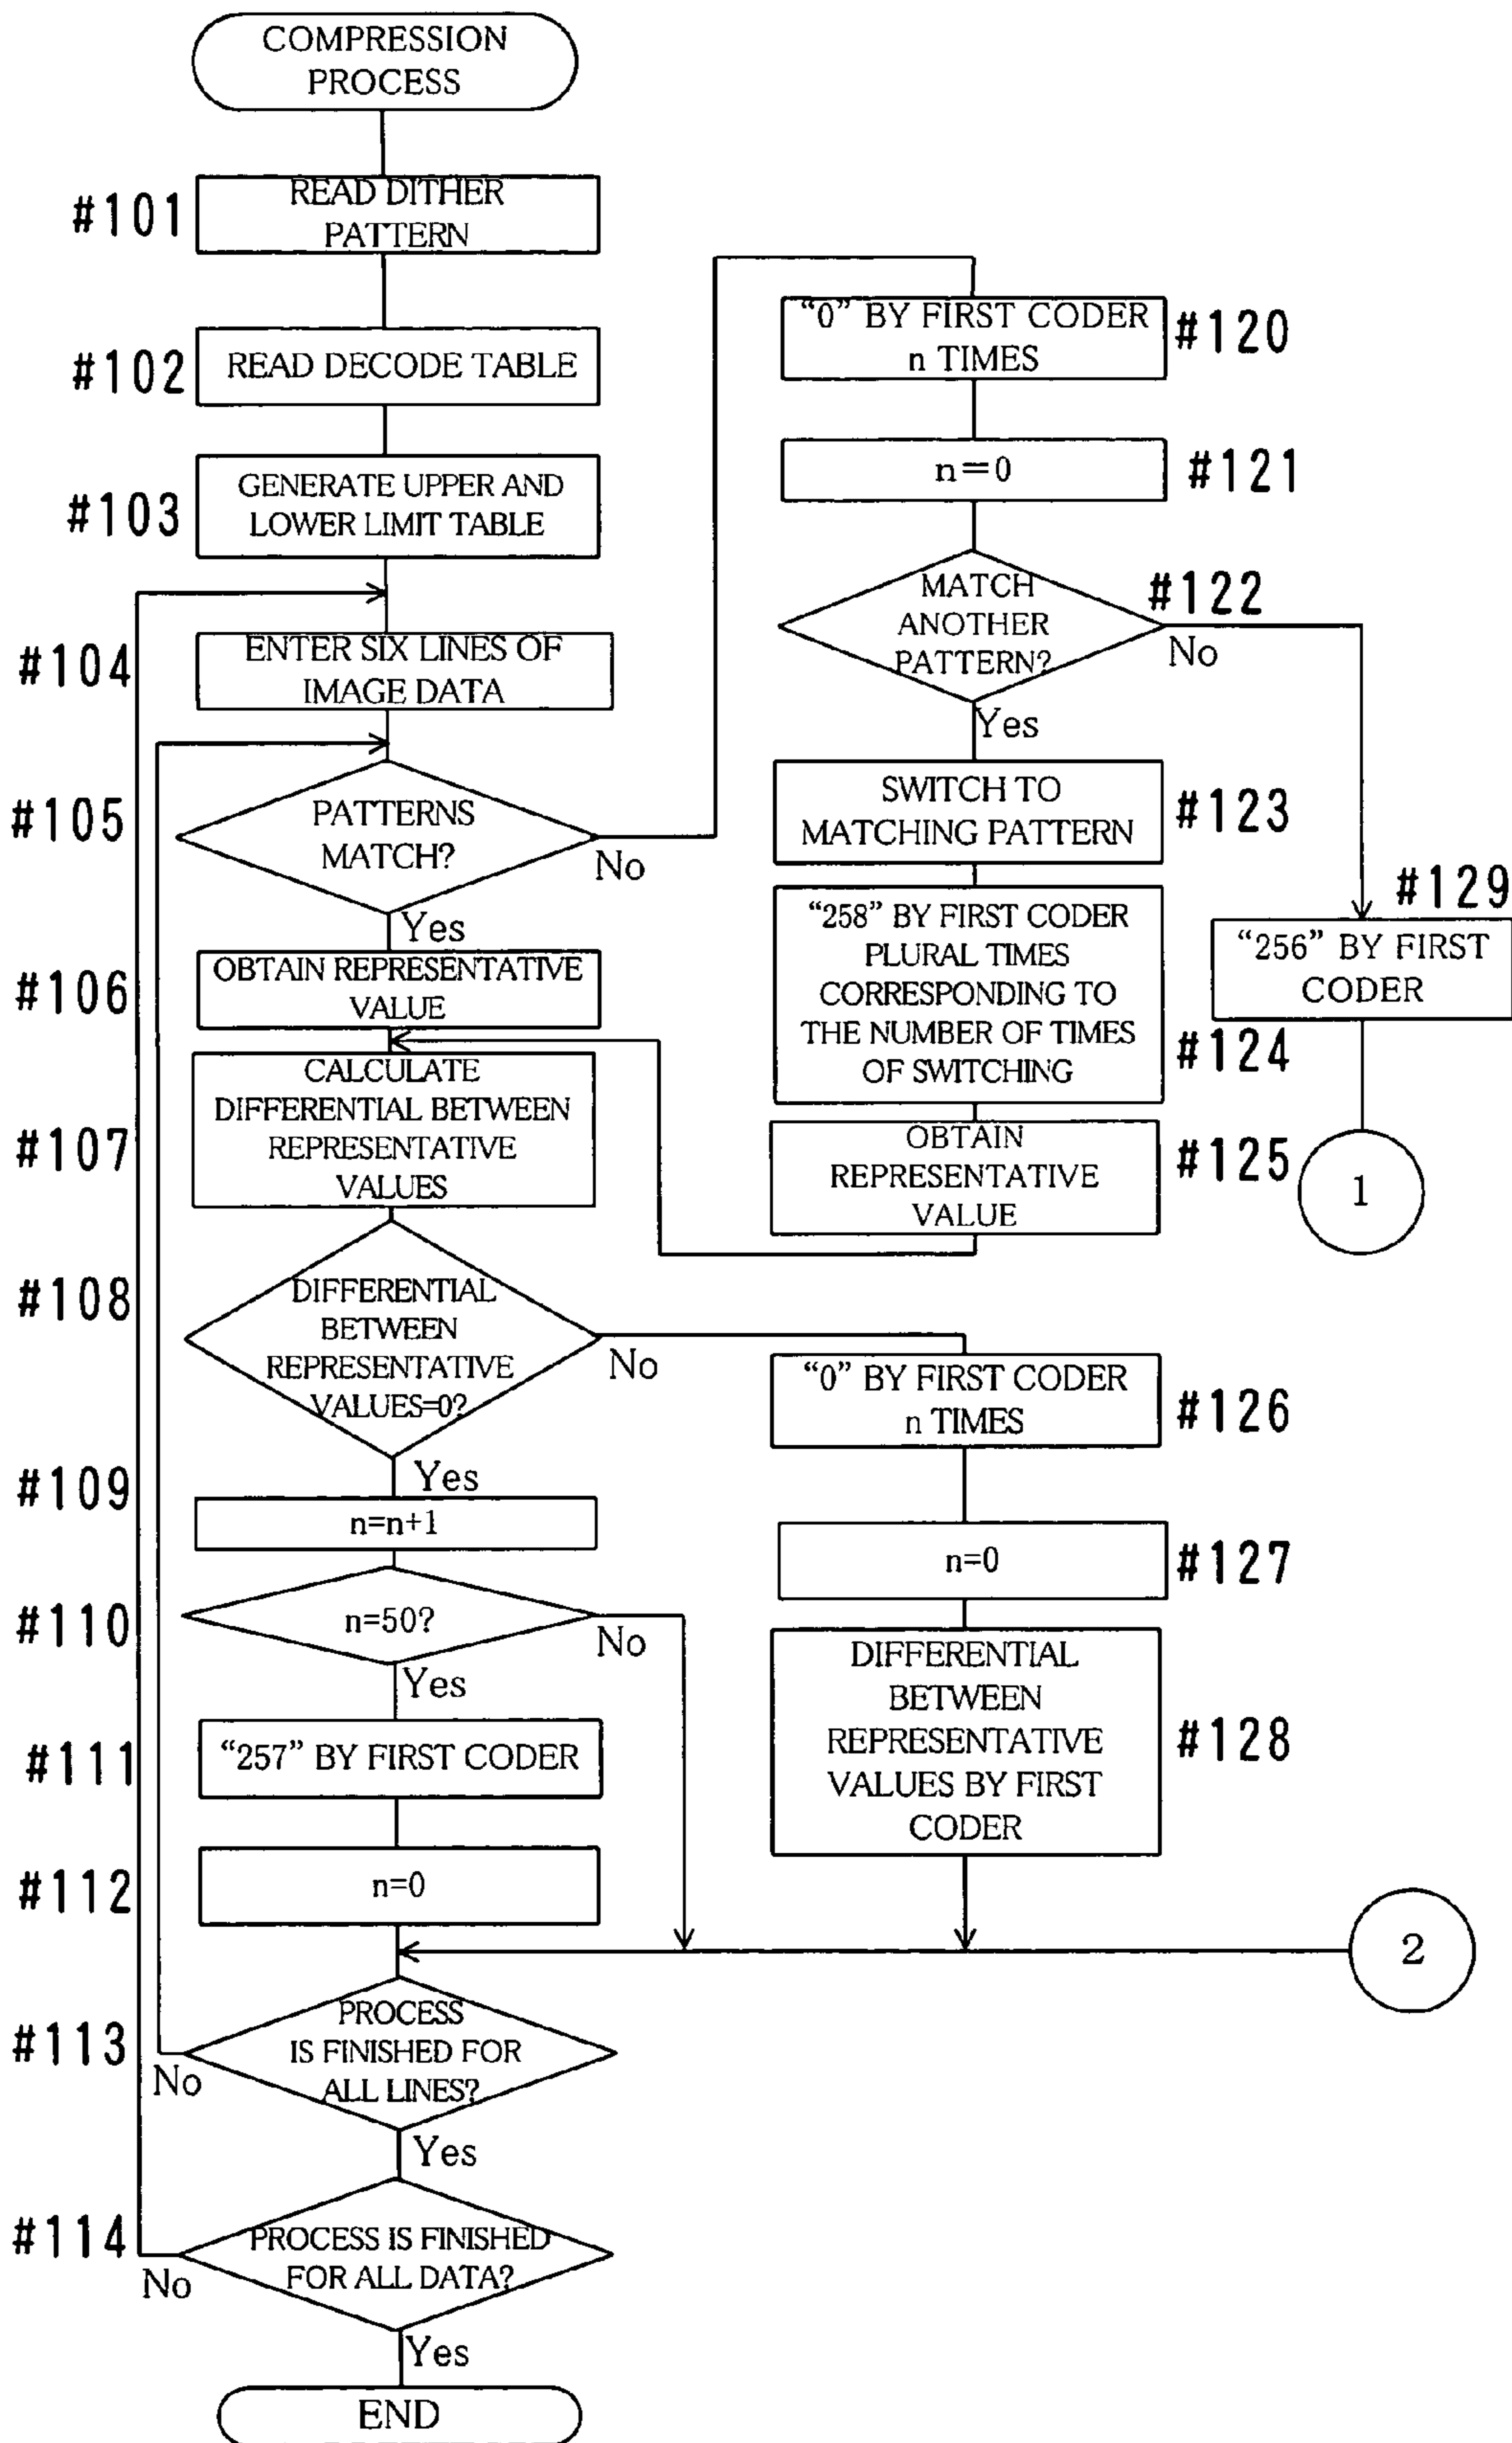 COMPRESSION
PROCESS
#101
READ DITHER
PATTERN
#102
READ DECODE TABLE
#103
GENERATE UPPER AND
LOWER LIMIT TABLE
#104
ENTER SIX LINES OF
IMAGE DATA
#105
PATTERNS
MATCH?
No
Yes
#106
OBTAIN REPRESENTATIVE
VALUE
#107
CALCULATE
DIFFERENTIAL BETWEEN
REPRESENTATIVE
VALUES
#108
DIFFERENTIAL
BETWEEN
REPRESENTATIVE
VALUES=0?
No
Yes
#109
n=n+1
#110
n=50?
No
Yes
#111
“257” BY FIRST CODER
#112
n=0
#113
PROCESS
IS FINISHED FOR
ALL LINES?
No
Yes
#114
PROCESS IS FINISHED
FOR ALL DATA?
No
Yes
END
“0” BY FIRST CODER
n TIMES
#120
n=0
#121
MATCH
ANOTHER
PATTERN?
#122
No
Yes
SWITCH TO
MATCHING PATTERN
#123
“258” BY FIRST CODER
PLURAL TIMES
CORRESPONDING TO
THE NUMBER OF TIMES
OF SWITCHING
#124
OBTAIN
REPRESENTATIVE
VALUE
#125
“0” BY FIRST CODER
n TIMES
#126
n=0
#127
DIFFERENTIAL
BETWEEN
REPRESENTATIVE
VALUES BY FIRST
CODER
#128
#129
“256” BY FIRST
CODER
1
2